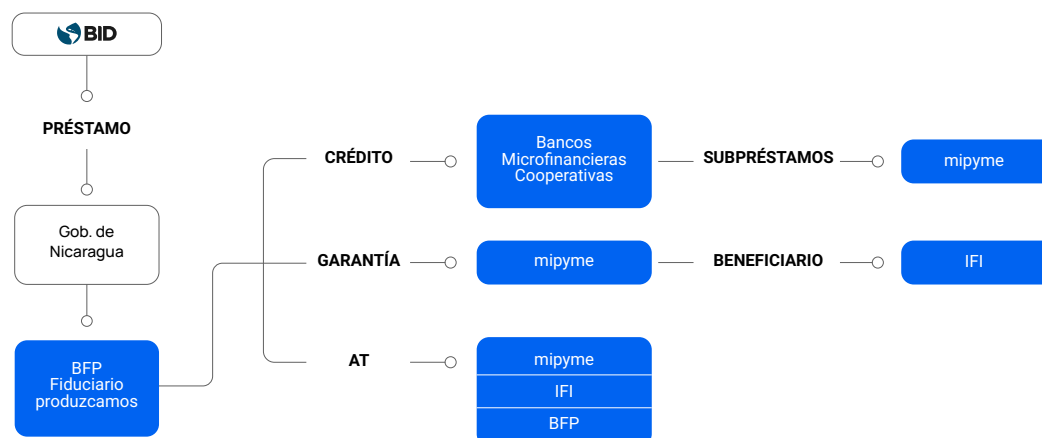 BID
PRÉSTAMO
Gob. de
Nicaragua
BFP
Fiduciario
produzcamos
CRÉDITO
Bancos
Microfinancieras
Cooperativas
SUBPRÉSTAMOS
mipyme
GARANTÍA
mipyme
BENEFICIARIO
IFI
AT
mipyme
IFI
BFP